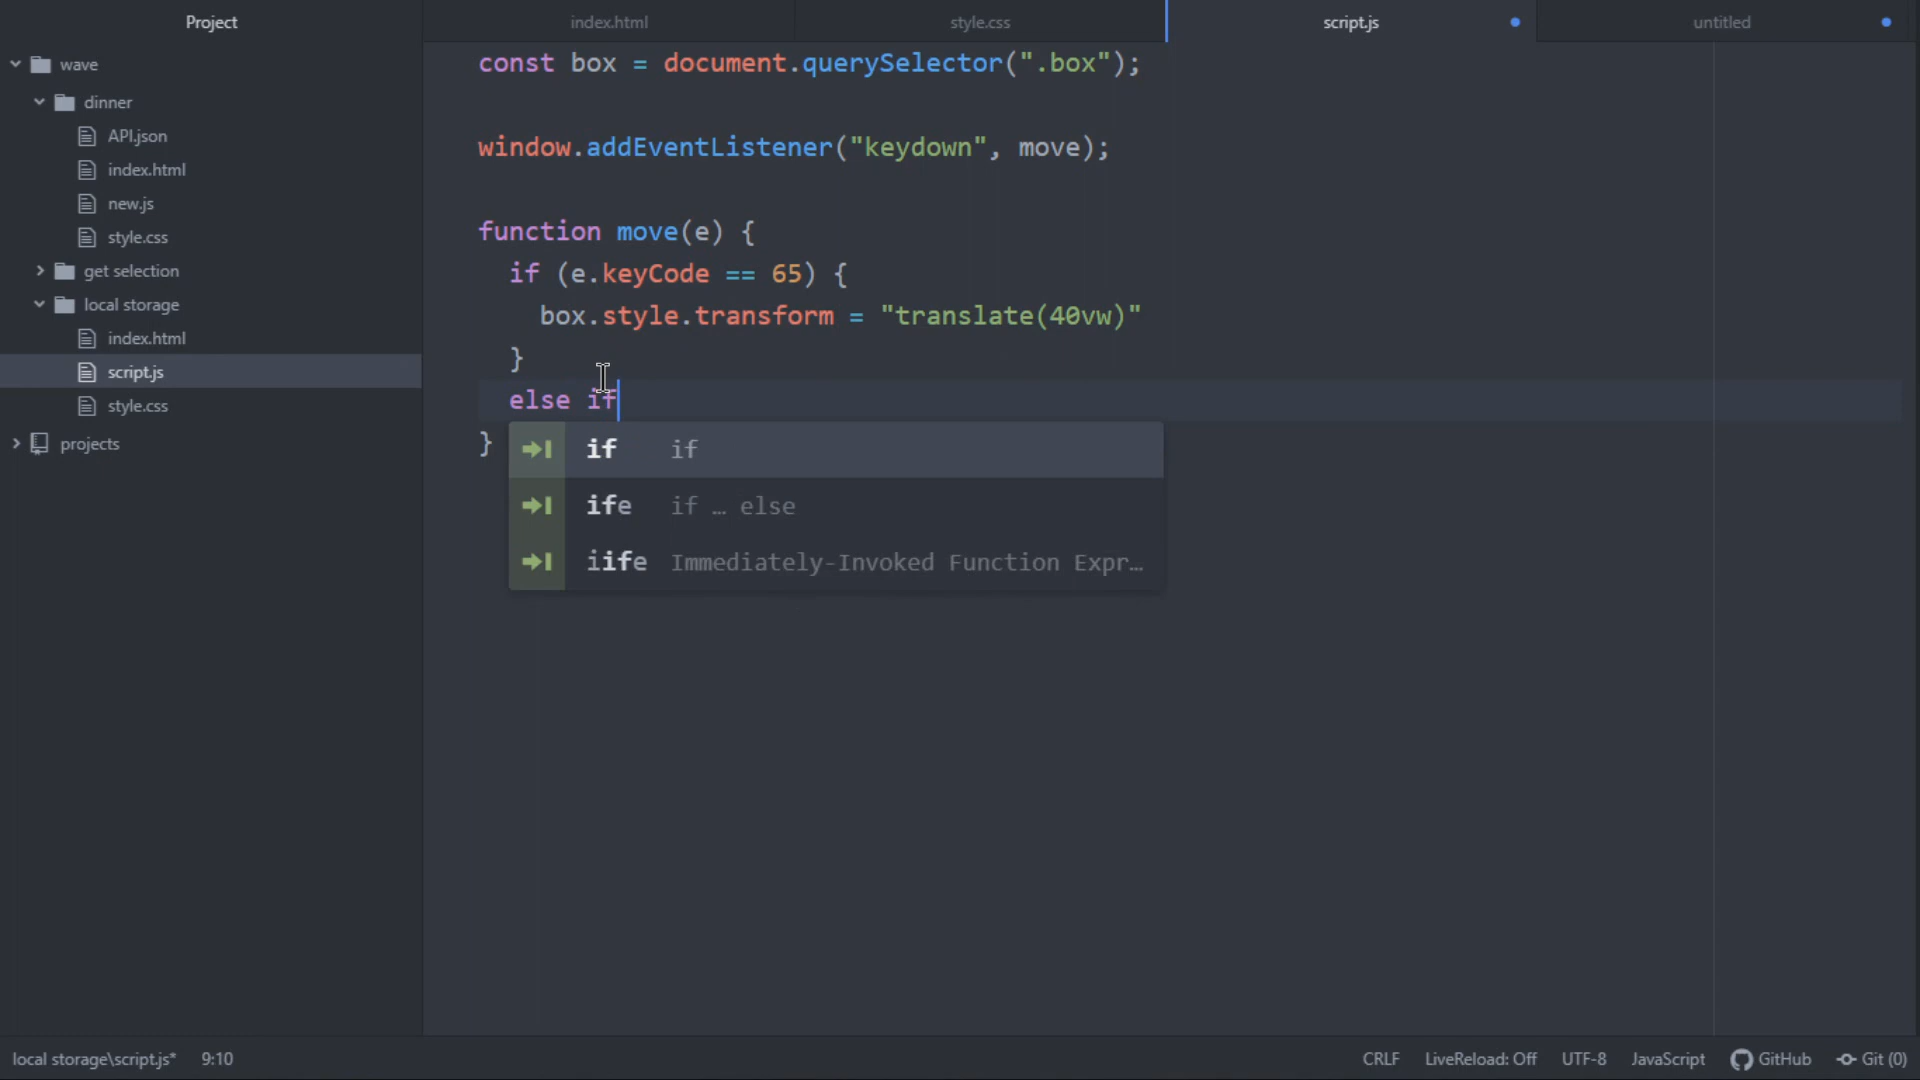 Project
index.html
style.css
script.js
untitled
wave
dinner
API.json
index.html
new.js
style.css
get selection
local storage
index.html
script.js
style.css
projects
const box = document.querySelector(".box");
window.addEventListener("keydown", move);
function move(e) {
if (e.keyCode == 65) {
box.style.transform = "translate(40vw)"
}
else if
}
if if
ife if … else
iife Immediately-Invoked Function Expr…
local storage\script.js* 9:10
CRLF LiveReload: Off UTF-8 JavaScript GitHub Git (0)